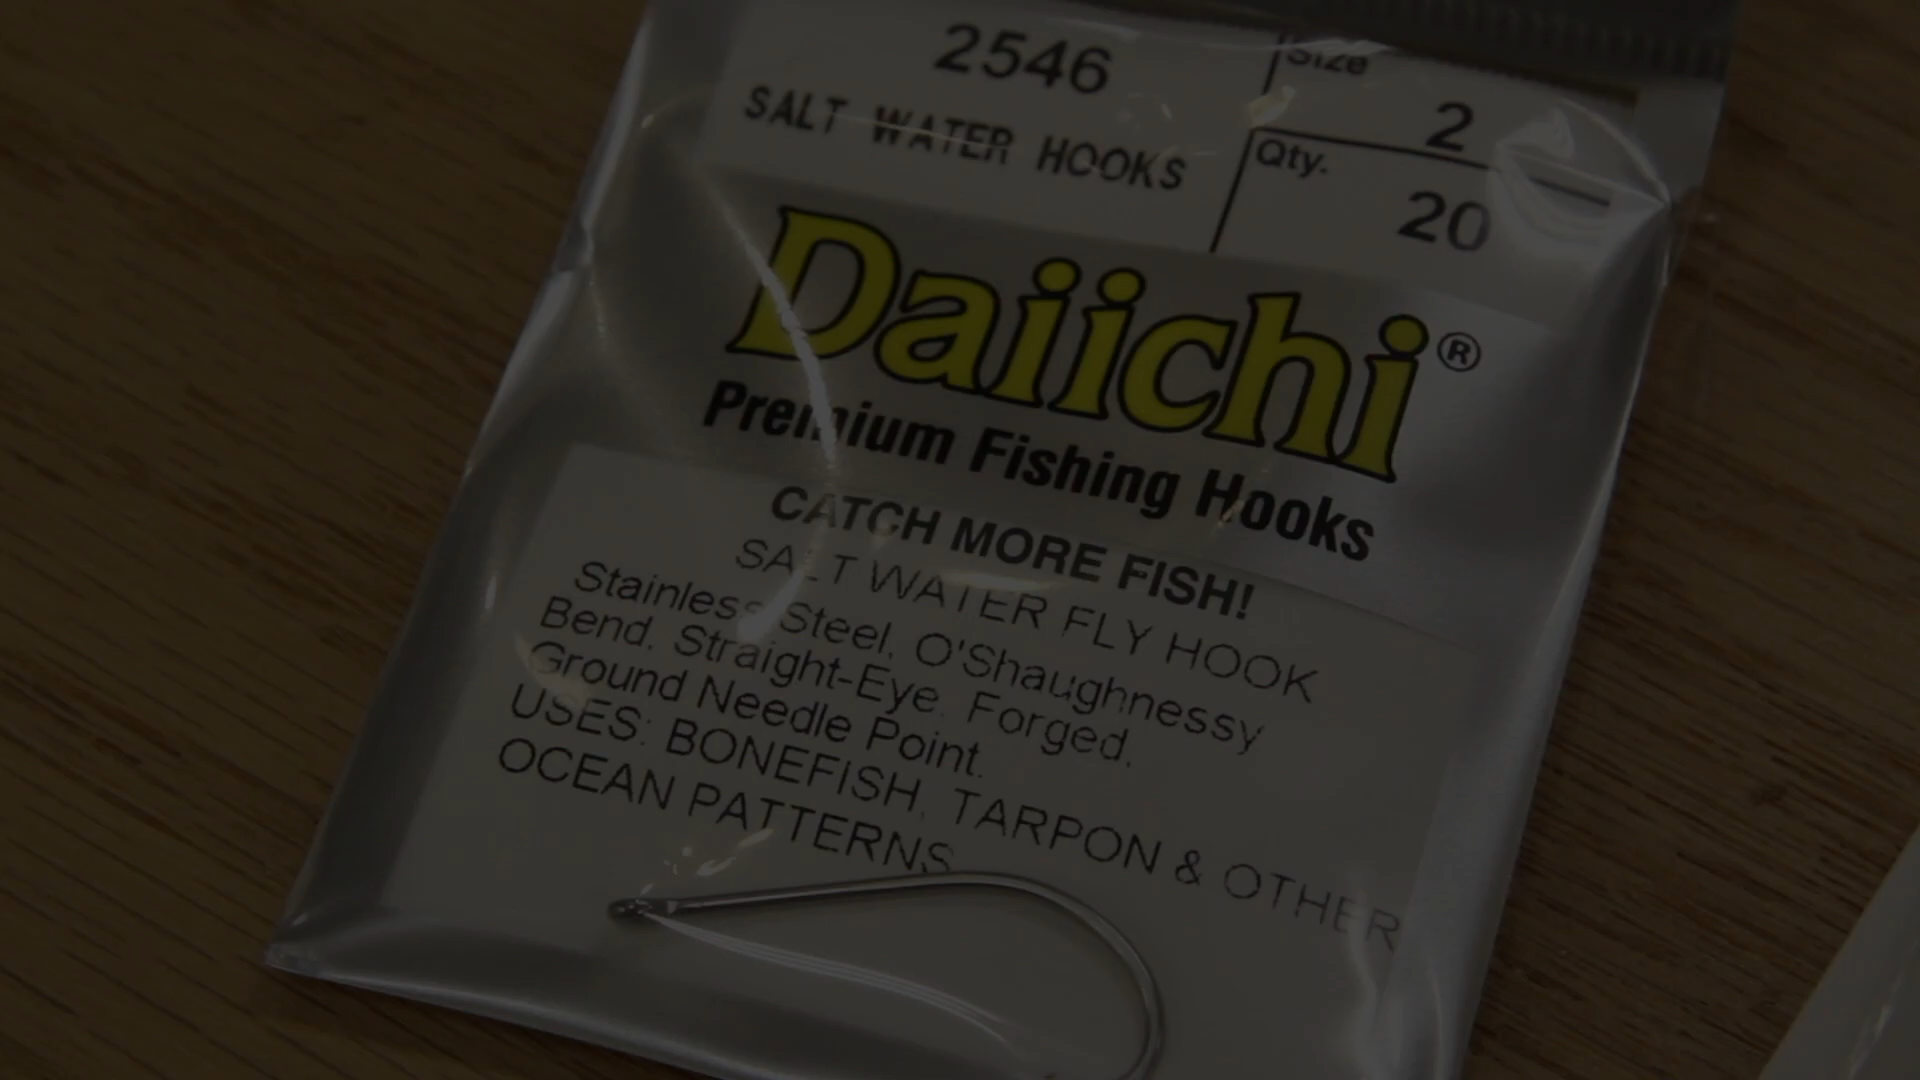 2546
SALT WATER HOOKS
Size
2
Qty.
20
Daiichi®
Premium Fishing Hooks
CATCH MORE FISH!
SALT WATER FLY HOOK
Stainless Steel, O'Shaughnessy
Bend, Straight-Eye, Forged,
Ground Needle Point.
USES: BONEFISH, TARPON & OTHER
OCEAN PATTERNS